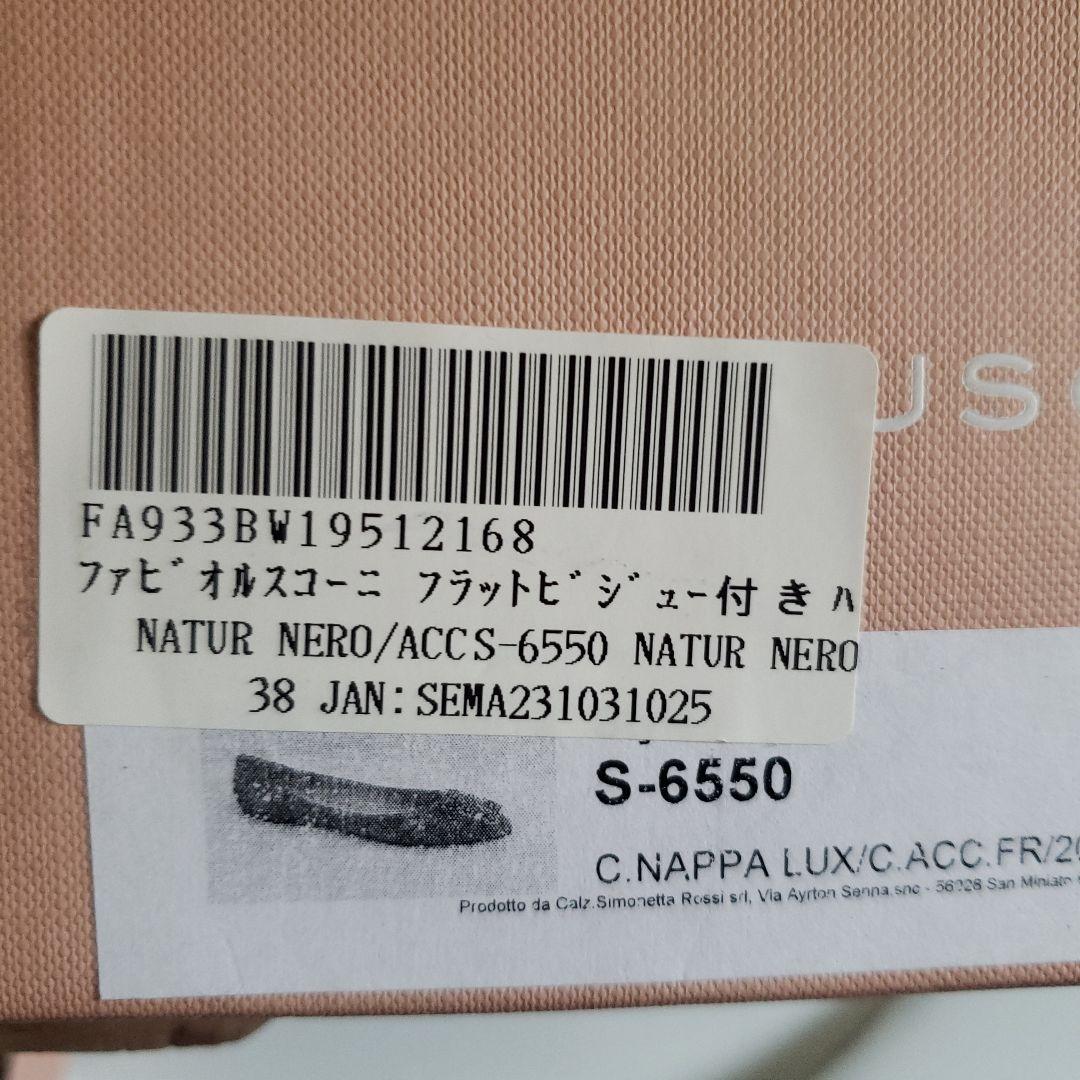 USC
FA933BW19512168
ファビオルスコーニ フラットビジュー付きハ
NATUR NERO/ACCS-6550 NATUR NERO
38 JAN:SEMA231031025
S-6550
C.NAPPA LUX/C.ACC.FR/20
Prodotto da Calz.Simonetta Rossi srl, Via Ayrton Senna,snc - 56028 San Miniato